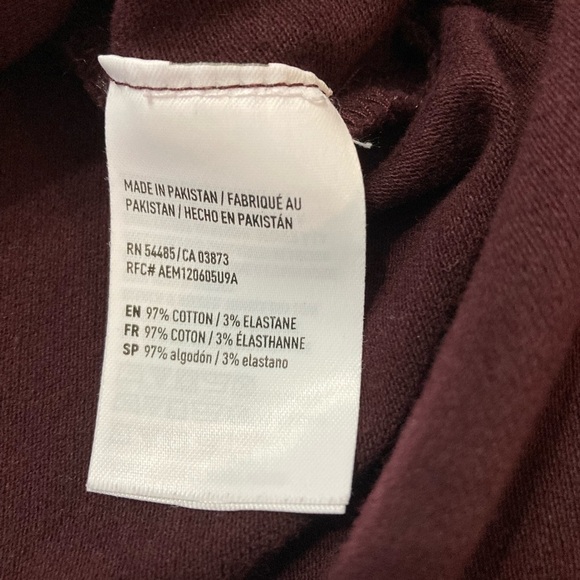 MADE IN PAKISTAN / FABRIQUÉ AU
PAKISTAN / HECHO EN PAKISTÁN
RN 54485 / CA 03873
RFC# AEM120605U9A
EN 97% COTTON / 3% ELASTANE
FR 97% COTON / 3% ÉLASTHANNE
SP 97% algodón / 3% elastano